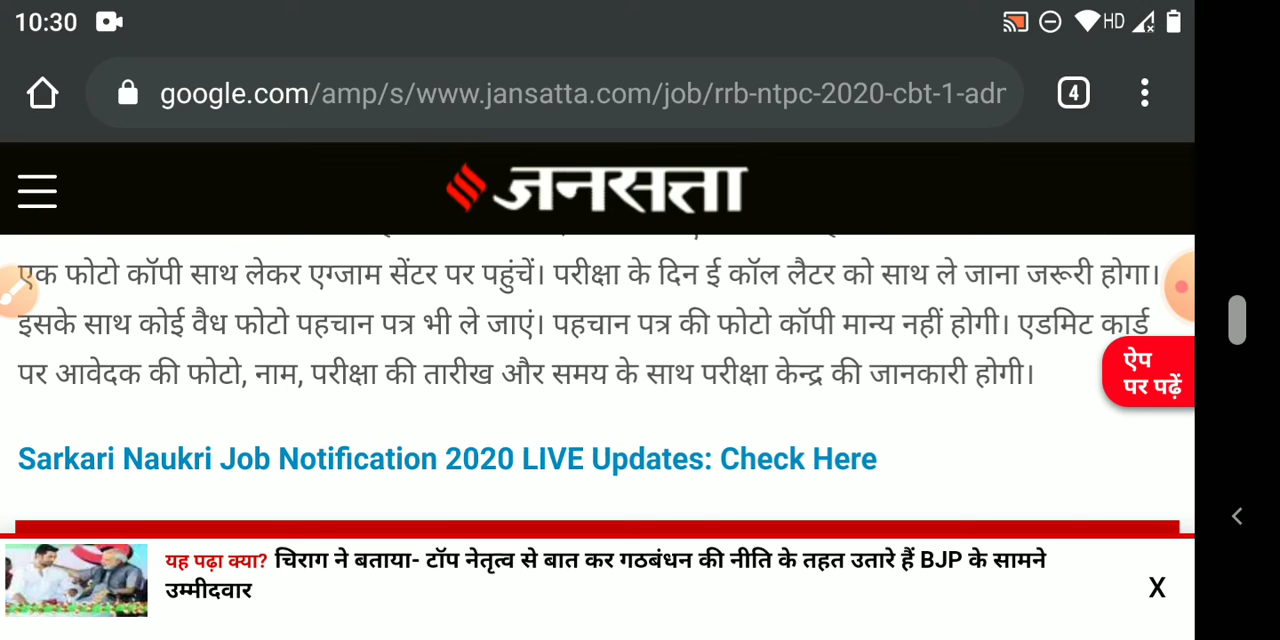 10:30
HD
google.com/amp/s/www.jansatta.com/job/rrb-ntpc-2020-cbt-1-adr
4
जनसत्ता
एक फोटो कॉपी साथ लेकर एग्जाम सेंटर पर पहुंचें। परीक्षा के दिन ई कॉल लैटर को साथ ले जाना जरूरी होगा।
इसके साथ कोई वैध फोटो पहचान पत्र भी ले जाएं। पहचान पत्र की फोटो कॉपी मान्य नहीं होगी। एडमिट कार्ड
पर आवेदक की फोटो, नाम, परीक्षा की तारीख और समय के साथ परीक्षा केन्द्र की जानकारी होगी।
ऐप
पर पढ़ें
Sarkari Naukri Job Notification 2020 LIVE Updates: Check Here
यह पढ़ा क्या? चिराग ने बताया- टॉप नेतृत्व से बात कर गठबंधन की नीति के तहत उतारे हैं BJP के सामने
उम्मीदवार
X